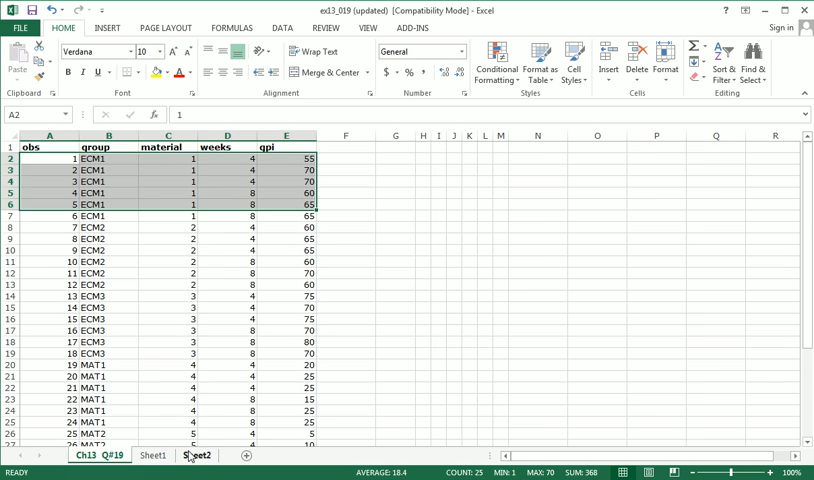 ex13_019 (updated) [Compatibility Mode] - Excel
FILE HOME INSERT PAGE LAYOUT FORMULAS DATA REVIEW VIEW ADD-INS Sign in
Verdana 10 A A Wrap Text General
Paste B I U A Merge & Center $ % , Conditional Formatting Format as Table Cell Styles Insert Delete Format Sort & Filter Find & Select
Clipboard Font Alignment Number Styles Cells Editing
A2 fx 1
A B C D E F G H I J K L M N O P Q R
1 obs group material weeks gpi
2 1 ECM1 1 4 55
3 2 ECM1 1 4 70
4 3 ECM1 1 4 70
5 4 ECM1 1 8 60
6 5 ECM1 1 8 65
7 6 ECM1 1 8 65
8 7 ECM2 2 4 60
9 8 ECM2 2 4 65
10 9 ECM2 2 4 65
11 10 ECM2 2 8 60
12 11 ECM2 2 8 70
13 12 ECM2 2 8 60
14 13 ECM3 3 4 75
15 14 ECM3 3 4 70
16 15 ECM3 3 4 75
17 16 ECM3 3 8 70
18 17 ECM3 3 8 80
19 18 ECM3 3 8 70
20 19 MAT1 4 4 20
21 20 MAT1 4 4 25
22 21 MAT1 4 4 25
23 22 MAT1 4 8 15
24 23 MAT1 4 8 25
25 24 MAT1 4 8 25
26 25 MAT2 5 4 5
27 26 MAT2 5 4 10
Ch13_Q#19 Sheet1 Sheet2
READY AVERAGE: 18.4 COUNT: 25 MIN: 1 MAX: 70 SUM: 368 100%